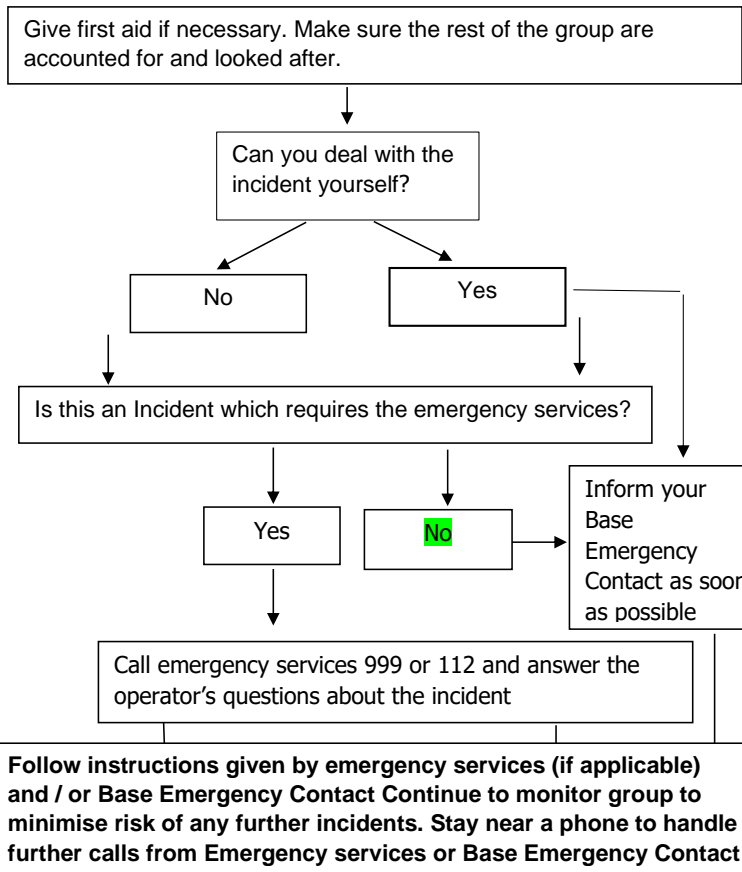 Give first aid if necessary. Make sure the rest of the group are
accounted for and looked after.
Can you deal with the
incident yourself?
No
Yes
Is this an Incident which requires the emergency services?
Yes
No
Inform your
Base
Emergency
Contact as soon
as possible
Call emergency services 999 or 112 and answer the
operator’s questions about the incident
Follow instructions given by emergency services (if applicable)
and / or Base Emergency Contact Continue to monitor group to
minimise risk of any further incidents. Stay near a phone to handle
further calls from Emergency services or Base Emergency Contact